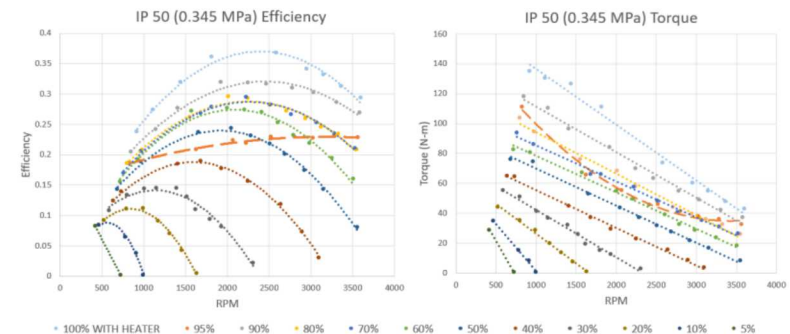 IP 50 (0.345 MPa) Efficiency
0.4
0.35
0.3
0.25
0.2
0.15
0.1
0.05
0
Efficiency
0 500 1000 1500 2000 2500 3000 3500 4000
RPM
IP 50 (0.345 MPa) Torque
160
140
120
100
80
60
40
20
0
Torque (N-m)
0 500 1000 1500 2000 2500 3000 3500 4000
RPM
100% WITH HEATER 95% 90% 80% 70% 60% 50% 40% 30% 20% 10% 5%